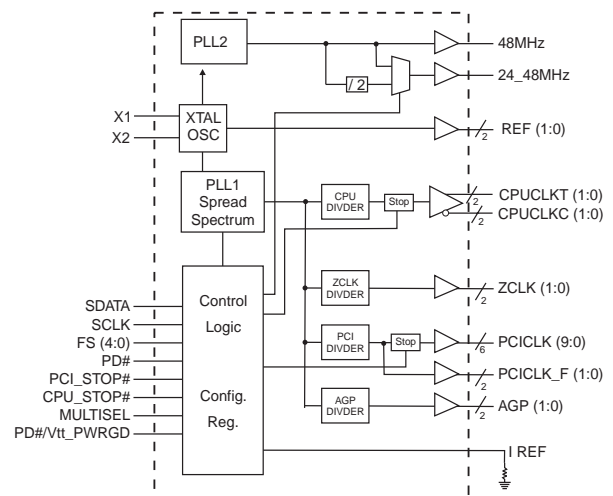 PLL2
48MHz
24_48MHz
/ 2
X1
X2
XTAL
OSC
REF (1:0)
2
PLL1
Spread
Spectrum
CPU
DIVDER
Stop
CPUCLKT (1:0)
2
CPUCLKC (1:0)
2
ZCLK
DIVDER
ZCLK (1:0)
2
Control
Logic
Config.
Reg.
SDATA
SCLK
FS (4:0)
PD#
PCI_STOP#
CPU_STOP#
MULTISEL
PD#/Vtt_PWRGD
PCI
DIVDER
Stop
PCICLK (9:0)
6
PCICLK_F (1:0)
2
AGP
DIVDER
AGP (1:0)
2
I REF